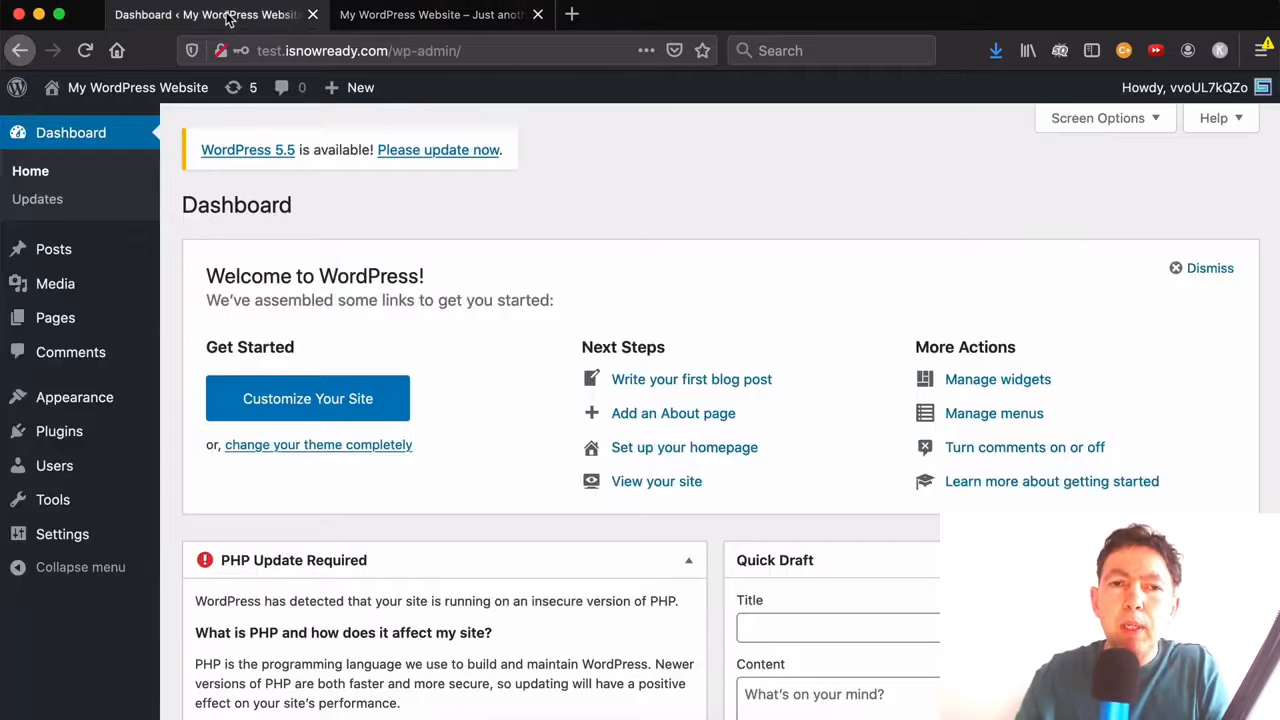 Dashboard ‹ My WordPress Website
My WordPress Website – Just anot
test.isnowready.com/wp-admin/
Search
My WordPress Website 5 0 New
Howdy, vvoUL7kQZo
Dashboard
Home
Updates
Posts
Media
Pages
Comments
Appearance
Plugins
Users
Tools
Settings
Collapse menu
Screen Options
Help
WordPress 5.5 is available! Please update now.
Dashboard
Welcome to WordPress!
We've assembled some links to get you started:
Dismiss
Get Started
Customize Your Site
or, change your theme completely
Next Steps
Write your first blog post
Add an About page
Set up your homepage
View your site
More Actions
Manage widgets
Manage menus
Turn comments on or off
Learn more about getting started
PHP Update Required
WordPress has detected that your site is running on an insecure version of PHP.
What is PHP and how does it affect my site?
PHP is the programming language we use to build and maintain WordPress. Newer
versions of PHP are both faster and more secure, so updating will have a positive
effect on your site's performance.
Quick Draft
Title
Content
What's on your mind?